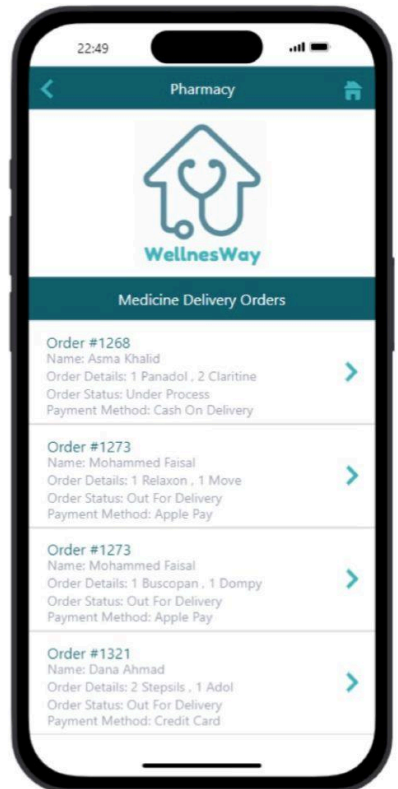 22:49
Pharmacy
WellnesWay
Medicine Delivery Orders
Order #1268
Name: Asma Khalid
Order Details: 1 Panadol , 2 Claritine
Order Status: Under Process
Payment Method: Cash On Delivery
Order #1273
Name: Mohammed Faisal
Order Details: 1 Relaxon , 1 Move
Order Status: Out For Delivery
Payment Method: Apple Pay
Order #1273
Name: Mohammed Faisal
Order Details: 1 Buscopan , 1 Dompy
Order Status: Out For Delivery
Payment Method: Apple Pay
Order #1321
Name: Dana Ahmad
Order Details: 2 Stepsils , 1 Adol
Order Status: Out For Delivery
Payment Method: Credit Card